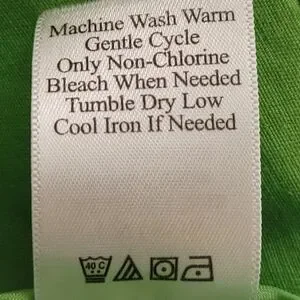 Machine Wash Warm
Gentle Cycle
Only Non-Chlorine
Bleach When Needed
Tumble Dry Low
Cool Iron If Needed
40 C